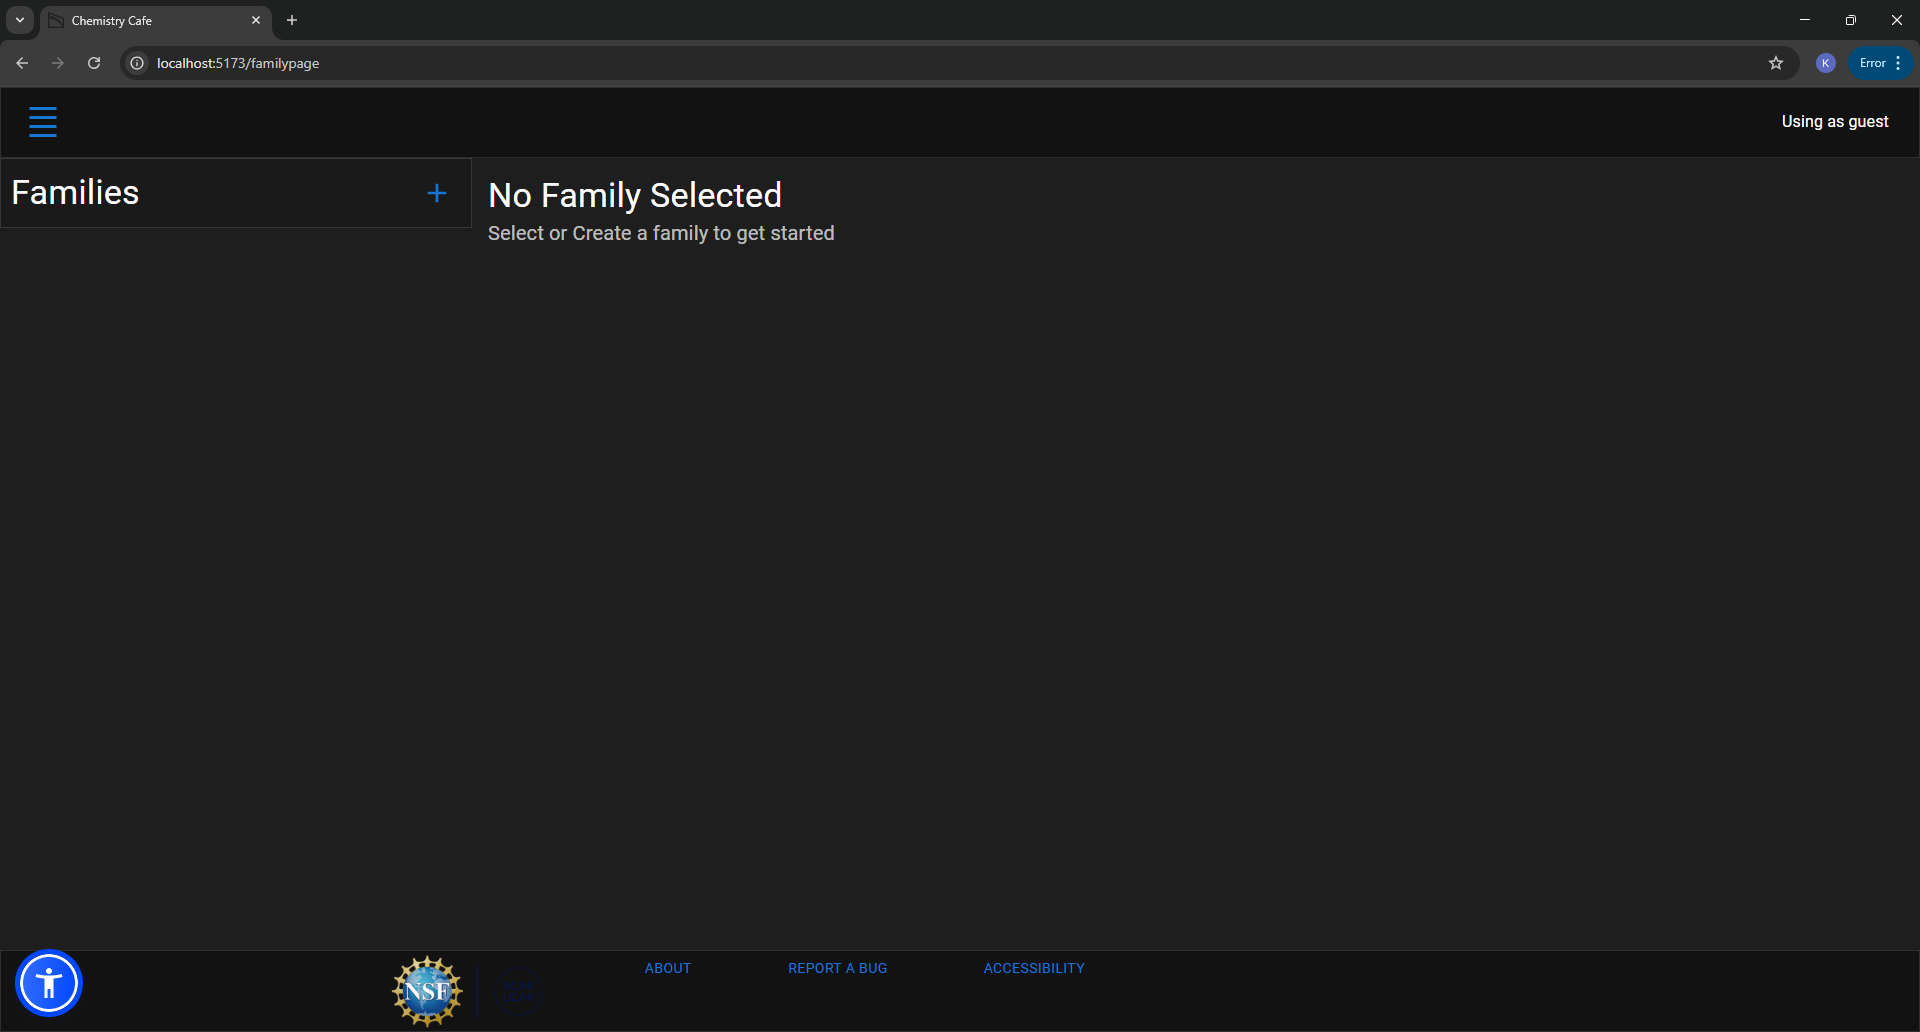 Chemistry Cafe
localhost:5173/familypage
K
Error
Using as guest
Families
No Family Selected
Select or Create a family to get started
NSF
ABOUT
REPORT A BUG
ACCESSIBILITY